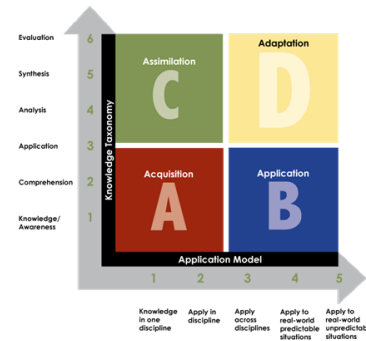 Evaluation 6
Synthesis 5
Analysis 4
Application 3
Comprehension 2
Knowledge/
Awareness 1
Knowledge Taxonomy
Assimilation
C
Adaptation
D
Acquisition
A
Application
B
Application Model
1 2 3 4 5
Knowledge
in one
discipline
Apply in
discipline
Apply
across
disciplines
Apply to
real-world
predictable
situations
Apply to
real-world
unpredictab
situations